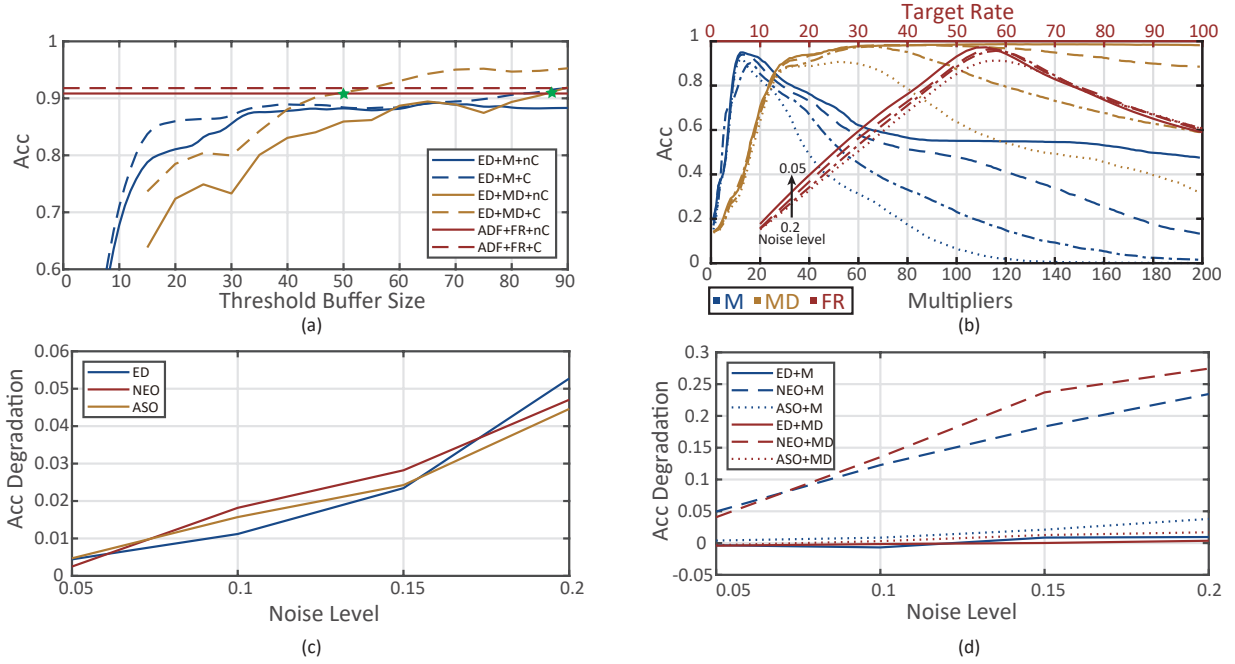 Acc
1
0.9
0.8
0.7
0.6
0 10 20 30 40 50 60 70 80 90
Threshold Buffer Size
ED+M+nC
ED+M+C
ED+MD+nC
ED+MD+C
ADF+FR+nC
ADF+FR+C
(a)
Target Rate
0 10 20 30 40 50 60 70 80 90 100
Acc
1
0.8
0.6
0.4
0.2
0
0.05
0.2
Noise level
0 20 40 60 80 100 120 140 160 180 200
M MD FR
Multipliers
(b)
Acc Degradation
0.06
0.05
0.04
0.03
0.02
0.01
0
ED
NEO
ASO
0.05 0.1 0.15 0.2
Noise Level
(c)
Acc Degradation
0.3
0.25
0.2
0.15
0.1
0.05
0
-0.05
ED+M
NEO+M
ASO+M
ED+MD
NEO+MD
ASO+MD
0.05 0.1 0.15 0.2
Noise Level
(d)